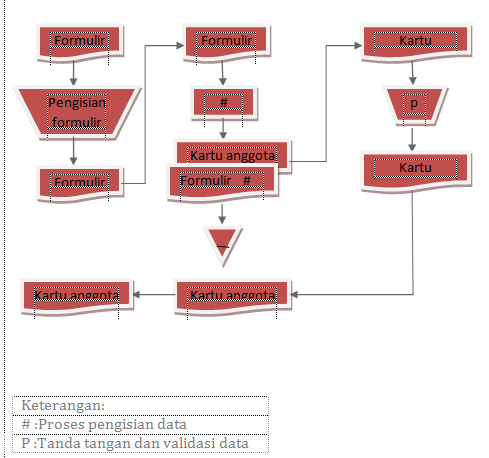 Formulir
Formulir
Kartu
Pengisian
formulir
#
p
Kartu anggota
Formulir
Formulir #
Kartu
Kartu anggota
Kartu anggota
Keterangan:
# :Proses pengisian data
P :Tanda tangan dan validasi data